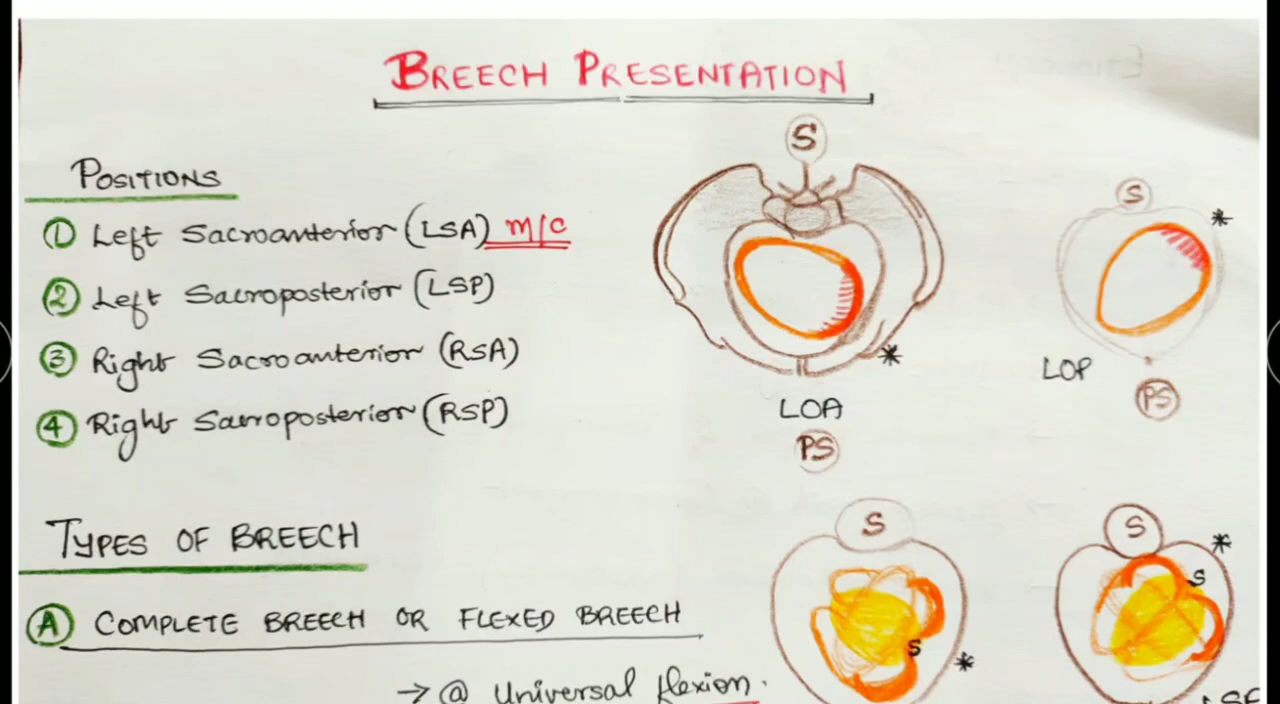 BREECH PRESENTATION
POSITIONS
① Left Sacroanterior (LSA) m/c
② Left Sacroposterior (LSP)
③ Right Sacroanterior (RSA)
④ Right Sacroposterior (RSP)
S
*
LOA
PS
S
*
LOP
PS
TYPES OF BREECH
Ⓐ COMPLETE BREECH OR FLEXED BREECH
→ @ Universal flexion.
S
S
*
S
*
S